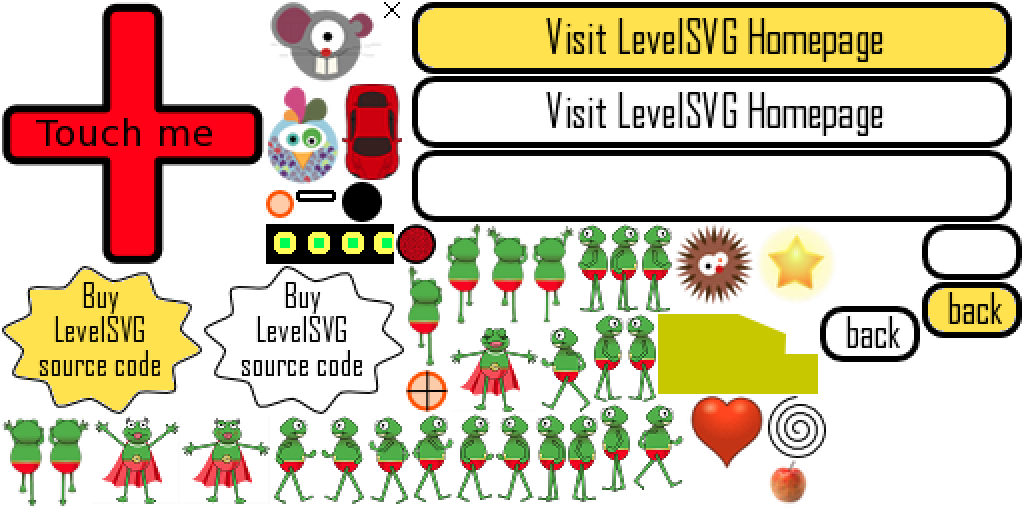 Visit LevelSVG Homepage
Visit LevelSVG Homepage
Touch me
Buy
LevelSVG
source code
Buy
LevelSVG
source code
back
back